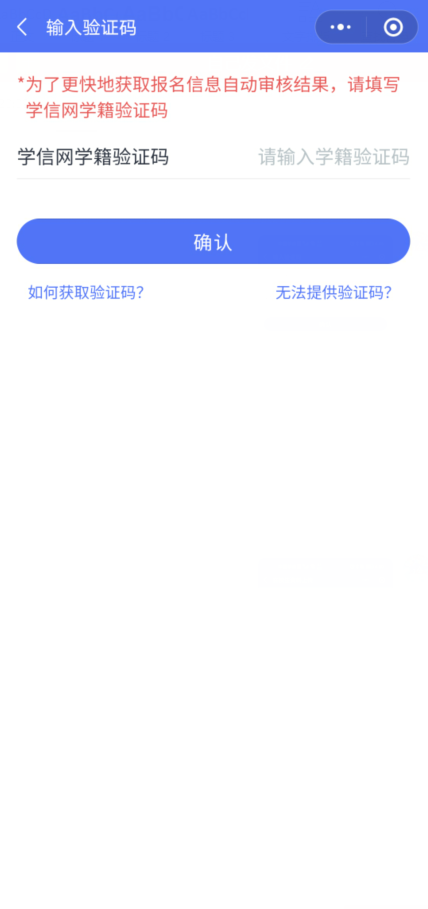 输入验证码
*为了更快地获取报名信息自动审核结果，请填写
学信网学籍验证码
学信网学籍验证码 请输入学籍验证码
确认
如何获取验证码? 无法提供验证码?